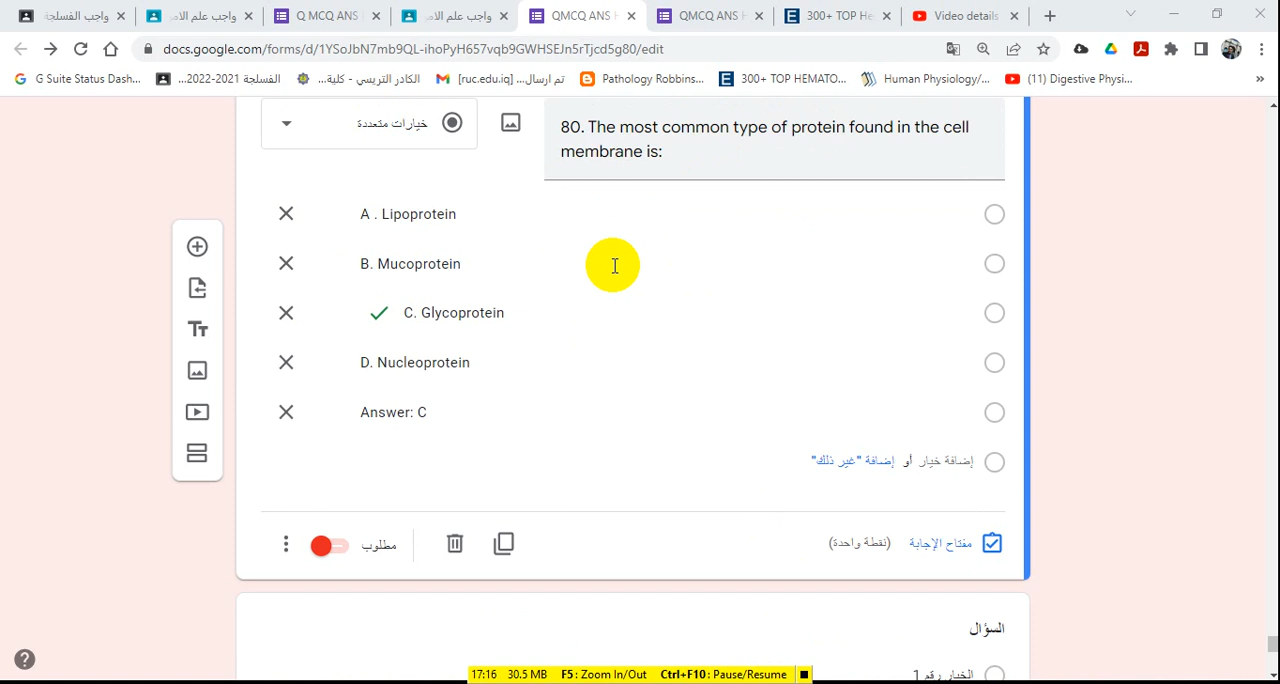 واجب الفسلجة
واجب علم الامر
Q MCQ ANS H
واجب علم الامر
QMCQ ANS H
QMCQ ANS H
300+ TOP He
Video details
docs.google.com/forms/d/1YSoJbN7mb9QL-ihoPyH657vqb9GWHSEJn5rTjcd5g80/edit
G Suite Status Dash...
الفسلجة 2021-2022...
الكادر التريسي - كلية...
تم ارسال...[ruc.edu.iq]
Pathology Robbins...
300+ TOP HEMATO...
Human Physiology/...
(11) Digestive Physi...
»
خيارات متعددة
80. The most common type of protein found in the cell
membrane is:
A . Lipoprotein
B. Mucoprotein
C. Glycoprotein
D. Nucleoprotein
Answer: C
إضافة خيار أو إضافة "غير ذلك"
مطلوب
مفتاح الإجابة (نقطة واحدة)
السؤال
الخيار رقم 1
17:16 30.5 MB F5: Zoom In/Out Ctrl+F10: Pause/Resume